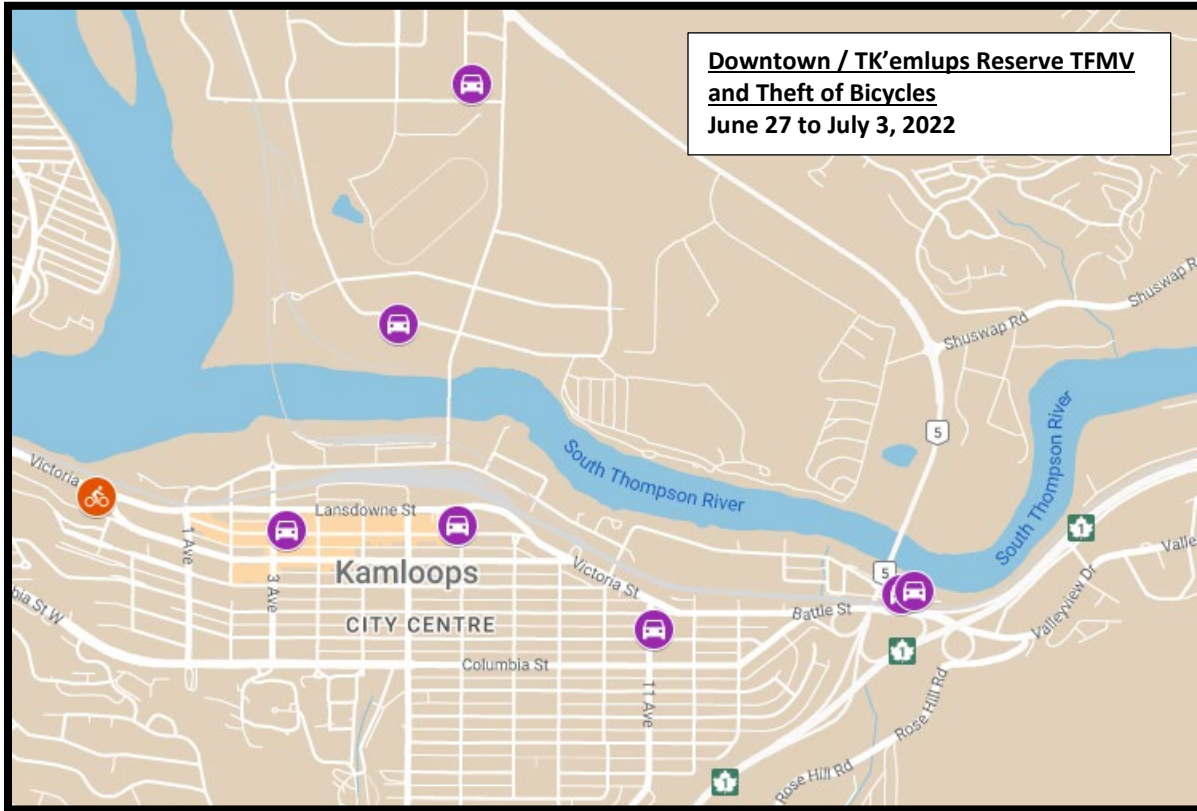 Downtown / TK'emlups Reserve TFMV
and Theft of Bicycles
June 27 to July 3, 2022
Shuswap R
Shuswap Rd
5
South Thompson River
South Thompson River
Victoria
1 Ave
Lansdowne St
3 Ave
Kamloops
CITY CENTRE
Victoria St
5
1
Valle
Valleyview Dr
Battle St
bia St W
Columbia St
1
11 Ave
Rose Hill Rd
Rose Hill Rd
1